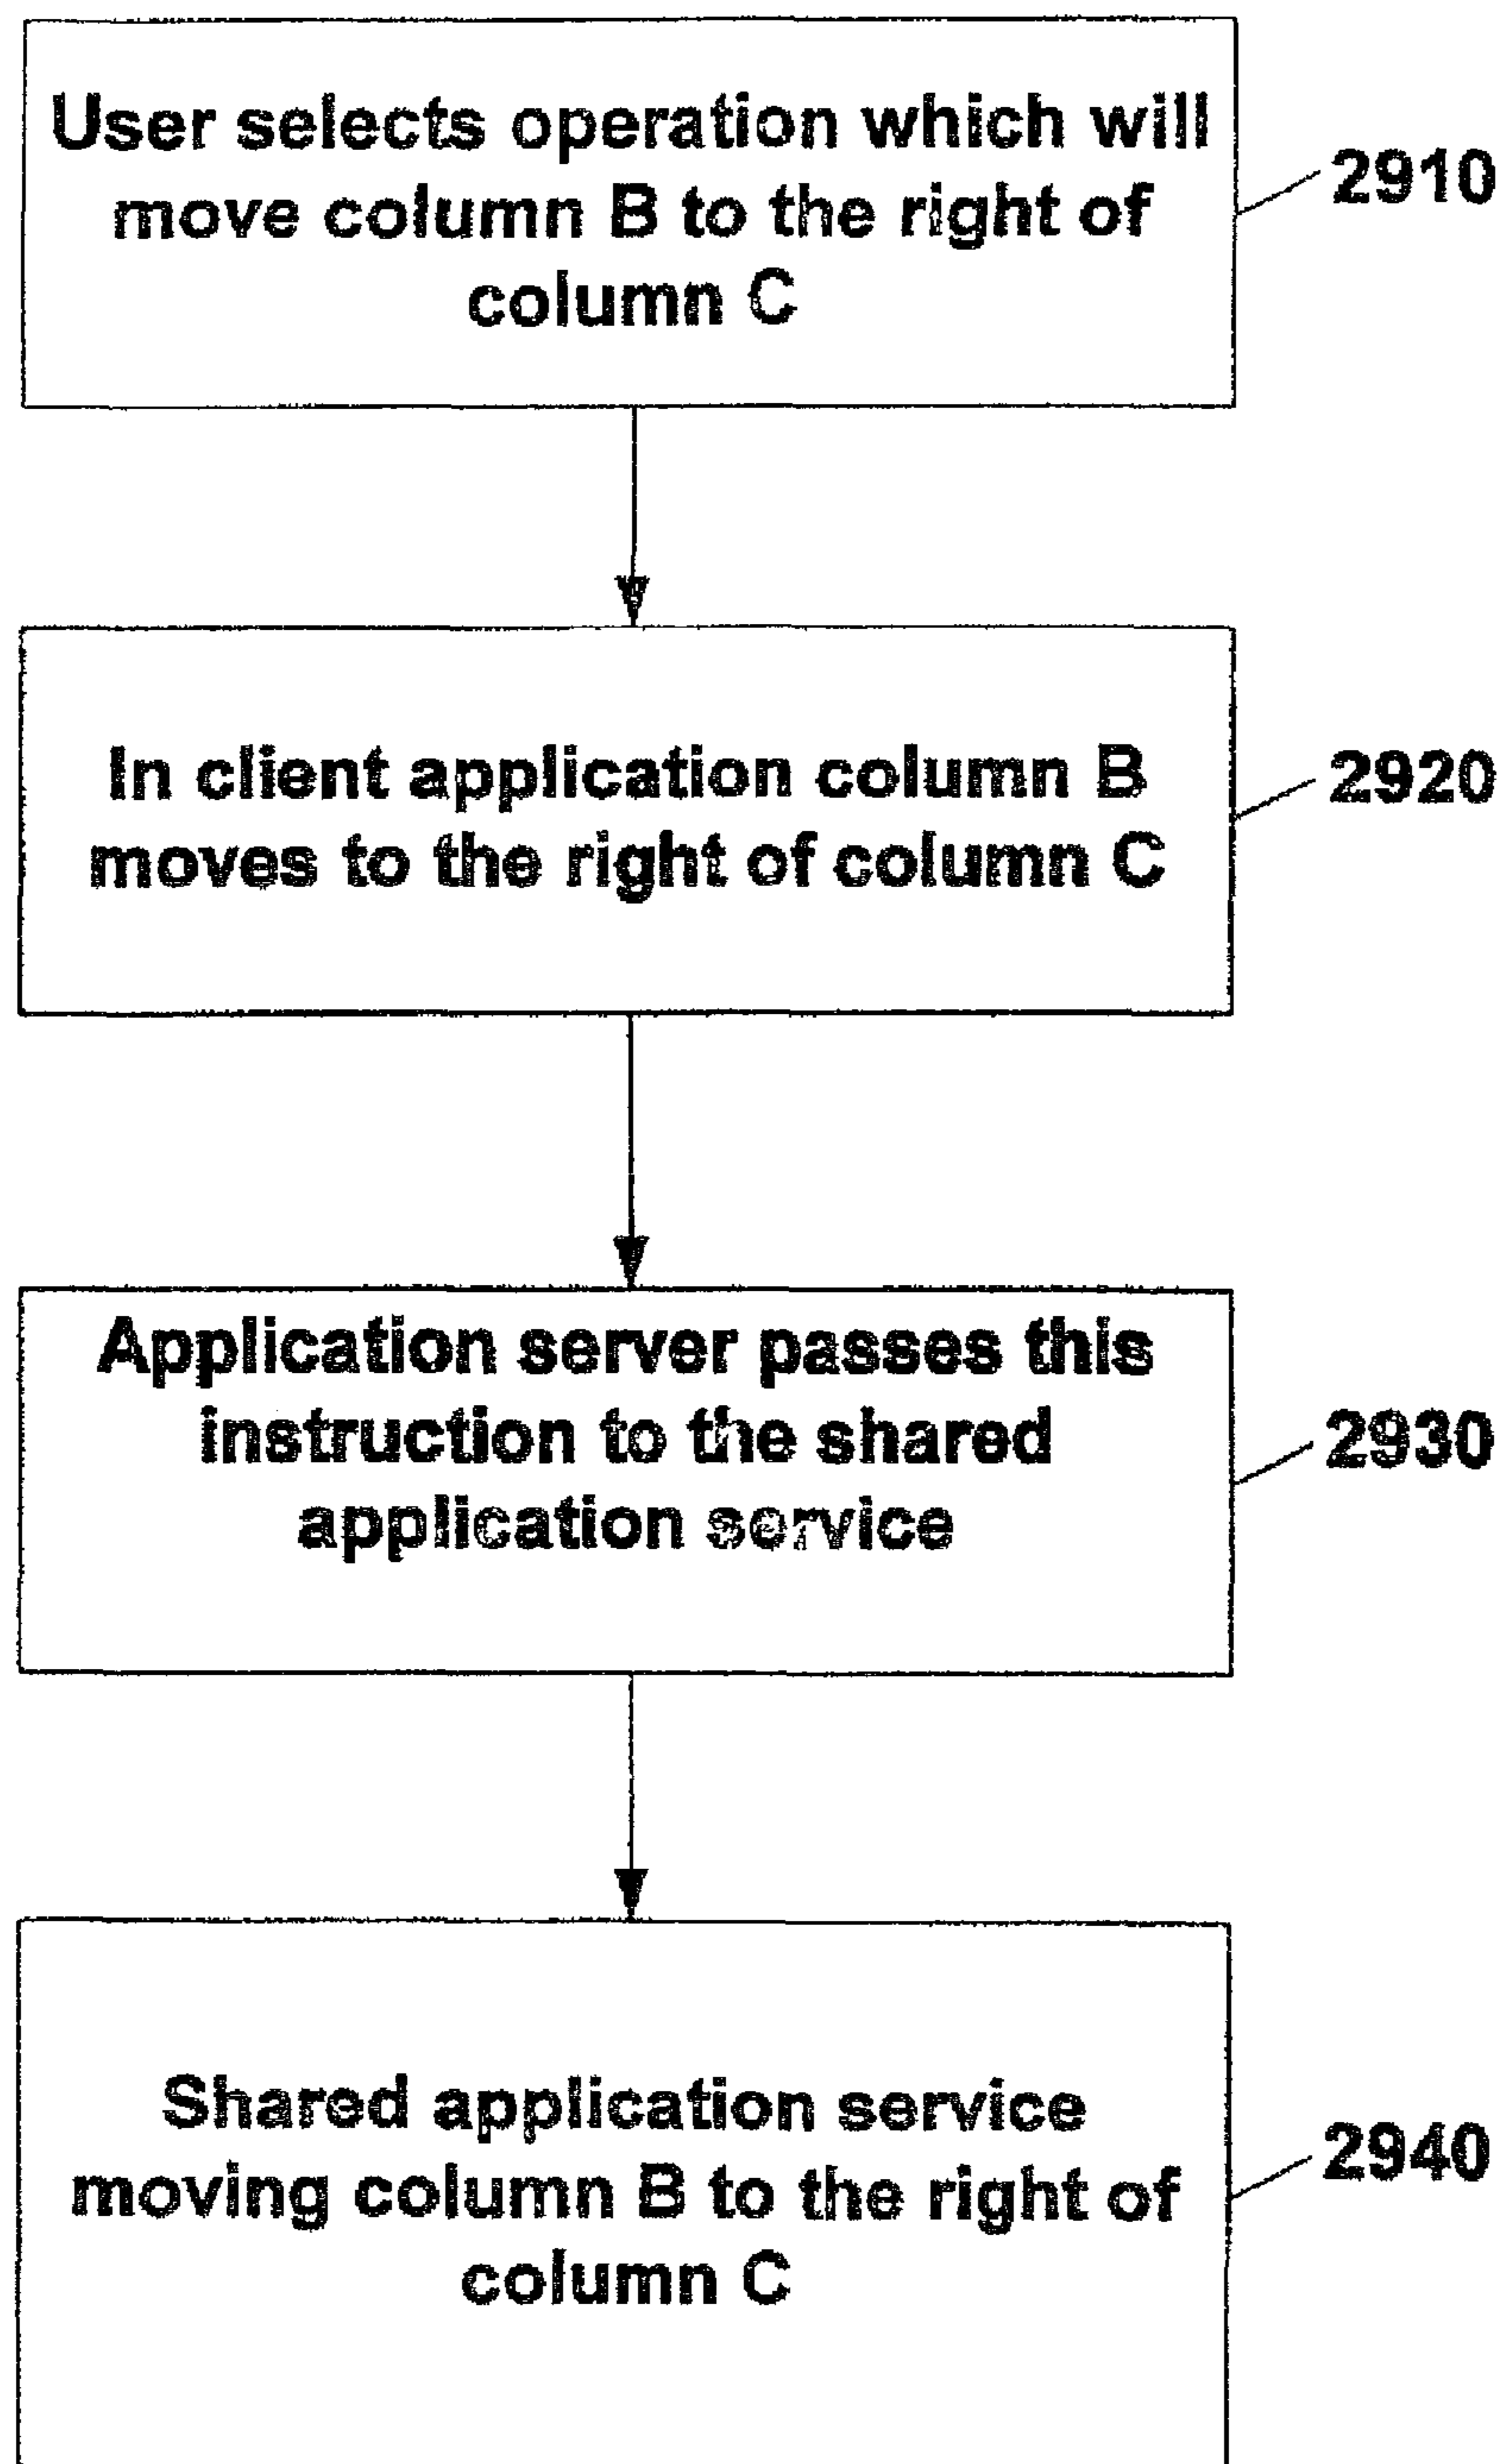 User selects operation which will
move column B to the right of
column C
2910
In client application column B
moves to the right of column C
2920
Application server passes this
instruction to the shared
application service
2930
Shared application service
moving column B to the right of
column C
2940